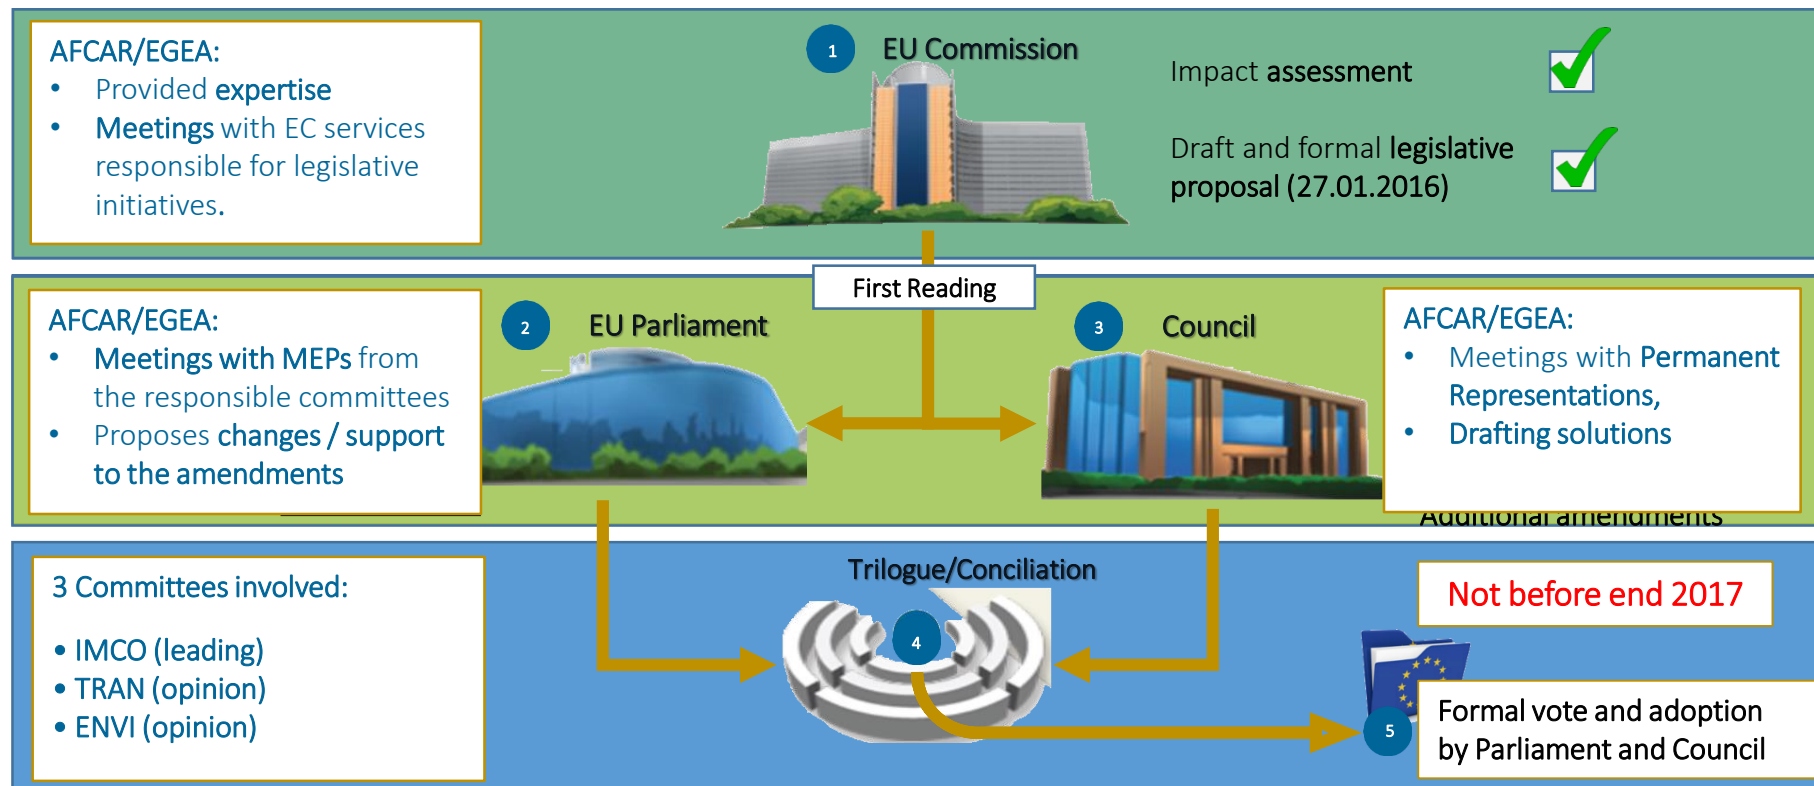 AFCAR/EGEA:
• Provided expertise
• Meetings with EC services
responsible for legislative
initiatives.
1
EU Commission
Impact assessment
Draft and formal legislative
proposal (27.01.2016)
First Reading
AFCAR/EGEA:
• Meetings with MEPs from
the responsible committees
• Proposes changes / support
to the amendments
2
EU Parliament
3
Council
AFCAR/EGEA:
• Meetings with Permanent
Representations,
• Drafting solutions
Additional amendments
3 Committees involved:
• IMCO (leading)
• TRAN (opinion)
• ENVI (opinion)
Trilogue/Conciliation
4
Not before end 2017
5
Formal vote and adoption
by Parliament and Council